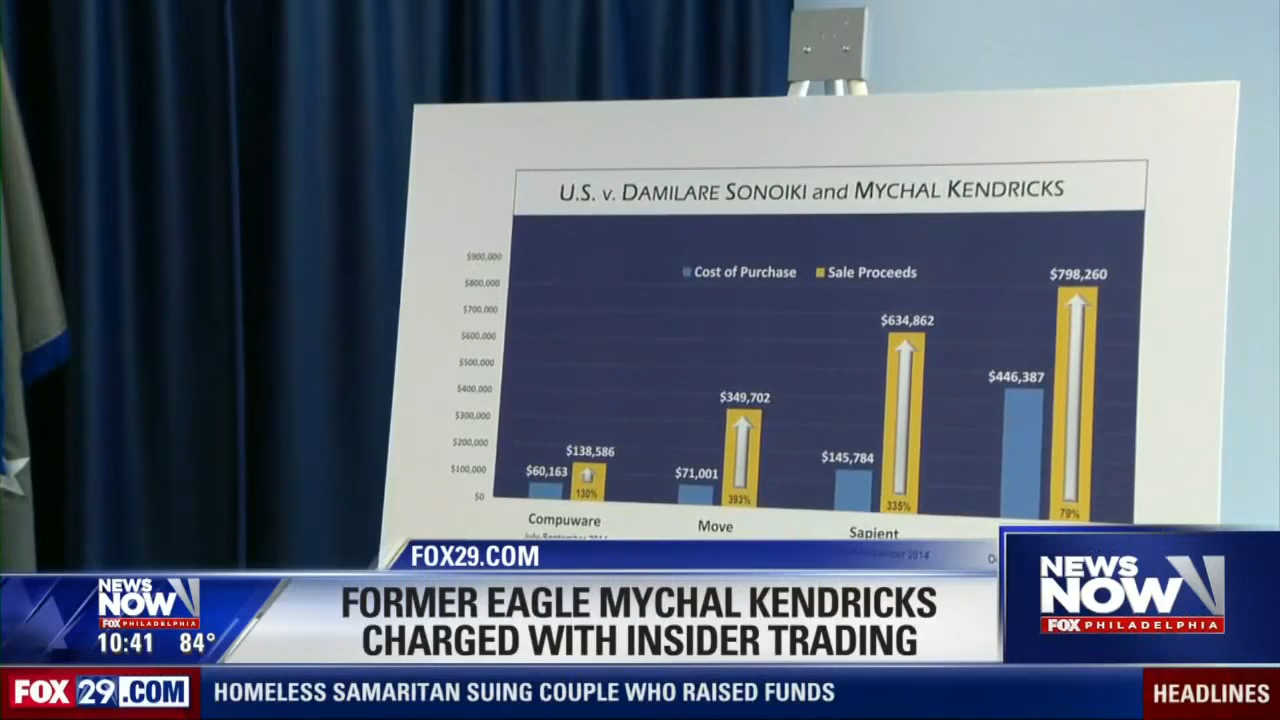 U.S. v. DAMILARE SONOIKI and MYCHAL KENDRICKS
Cost of Purchase Sale Proceeds
$900,000
$800,000
$700,000
$600,000
$500,000
$400,000
$300,000
$200,000
$100,000
$0
$60,163
$138,586
130%
$71,001
$349,702
393%
$145,784
$634,862
335%
$446,387
$798,260
79%
Compuware
Move
Sapient
July-September 2014
2014
FOX29.COM
NEWS
NOW
FOX PHILADELPHIA
10:41 84°
FORMER EAGLE MYCHAL KENDRICKS
CHARGED WITH INSIDER TRADING
NEWS
NOW
FOX PHILADELPHIA
FOX 29.COM
HOMELESS SAMARITAN SUING COUPLE WHO RAISED FUNDS
HEADLINES